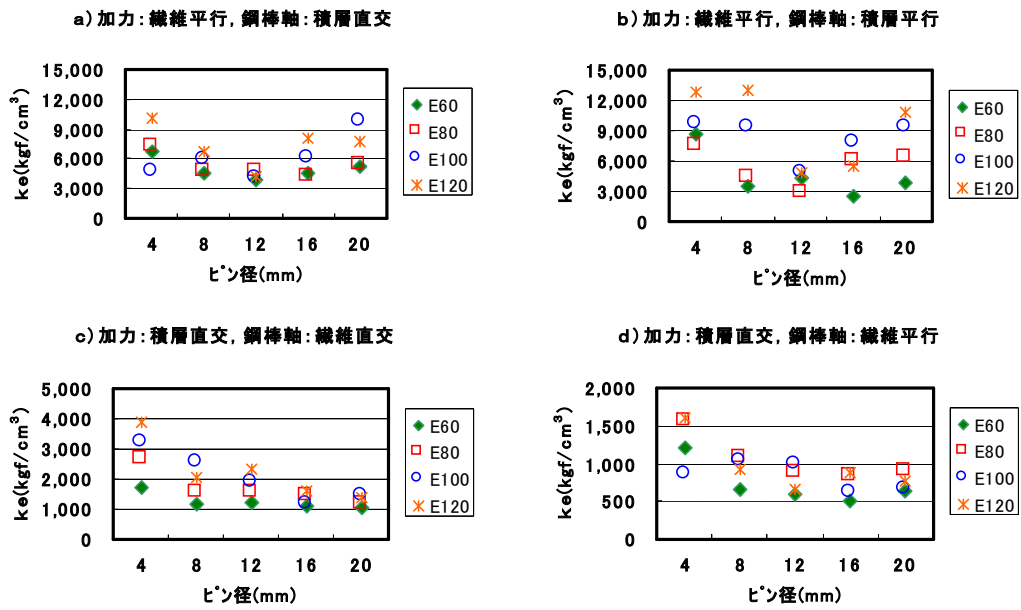 a)加力:繊維平行, 鋼棒軸:積層直交
15,000
12,000
9,000
6,000
3,000
0
kθ(kgf/cm³)
4 8 12 16 20
ピン径(mm)
E60
E80
E100
E120
b)加力:繊維平行, 鋼棒軸:積層平行
15,000
12,000
9,000
6,000
3,000
0
kθ(kgf/cm³)
4 8 12 16 20
ピン径(mm)
E60
E80
E100
E120
c)加力:積層直交, 鋼棒軸:繊維直交
5,000
4,000
3,000
2,000
1,000
0
kθ(kgf/cm³)
4 8 12 16 20
ピン径(mm)
E60
E80
E100
E120
d)加力:積層直交, 鋼棒軸:繊維平行
2,000
1,500
1,000
500
0
kθ(kgf/cm³)
4 8 12 16 20
ピン径(mm)
E60
E80
E100
E120